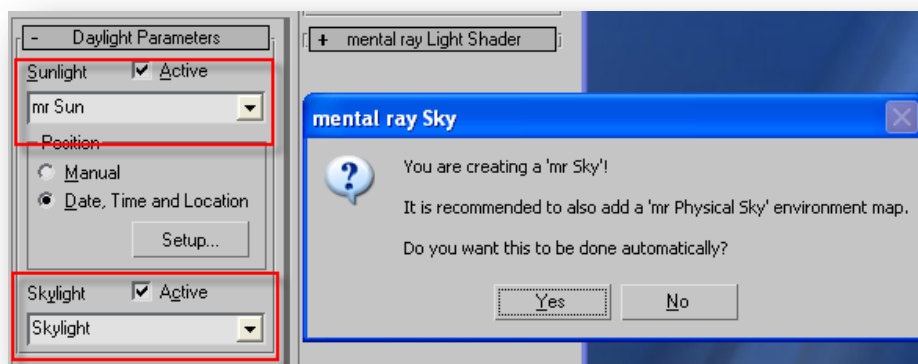 - Daylight Parameters
Sunlight Active
mr Sun
Position
Manual
Date, Time and Location
Setup...
Skylight Active
Skylight
+ mental ray Light Shader
mental ray Sky
You are creating a 'mr Sky'!
It is recommended to also add a 'mr Physical Sky' environment map.
Do you want this to be done automatically?
Yes No